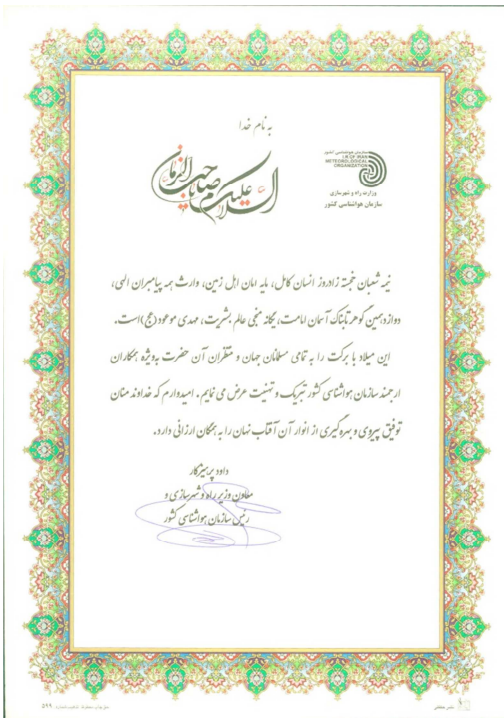 به نام خدا
السلام علیک یا صاحب الزمان
سازمان هواشناسی کشور
I.R.OF IRAN
METEOROLOGICAL
ORGANIZATION
وزارت راه و شهرسازی
سازمان هواشناسی کشور
نیمه شعبان خجسته زادروز انسان کامل، مایه امان اهل زمین، وارث همه پیامبران الهی،
دوازدهمین گوهر تابناک آسمان امامت، یگانه منجی عالم بشریت، مهدی موعود (عج) است.
این میلاد با برکت را به تمامی مسلمانان جهان و منتظران آن حضرت به‌ویژه همکاران
ارجمند سازمان هواشناسی کشور تبریک و تهنیت عرض می نمایم. امیدوارم که خداوند منان
توفیق پیروی و بهره گیری از انوار آن آفتاب نهان را به همگان ارزانی دارد.
داود پرهیزکار
معاون وزیر راه و شهرسازی و
رئیس سازمان هواشناسی کشور